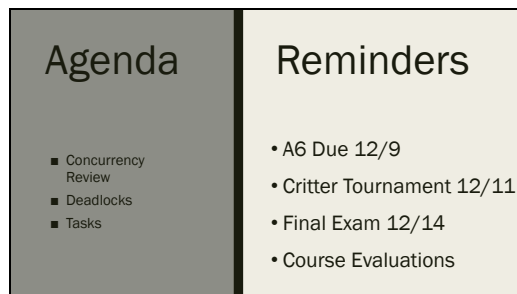 Agenda
■ Concurrency
Review
■ Deadlocks
■ Tasks
Reminders
• A6 Due 12/9
• Critter Tournament 12/11
• Final Exam 12/14
• Course Evaluations